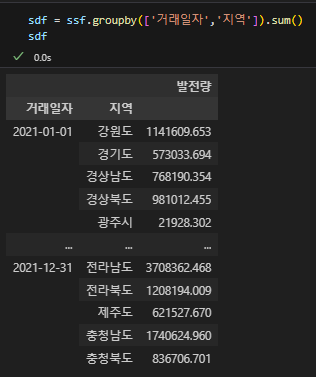 sdf = ssf.groupby(['거래일자','지역']).sum()
sdf
0.0s
발전량
거래일자 지역
2021-01-01 강원도 1141609.653
경기도 573033.694
경상남도 768190.354
경상북도 981012.455
광주시 21928.302
... ... ...
2021-12-31 전라남도 3708362.468
전라북도 1208194.009
제주도 621527.670
충청남도 1740624.960
충청북도 836706.701